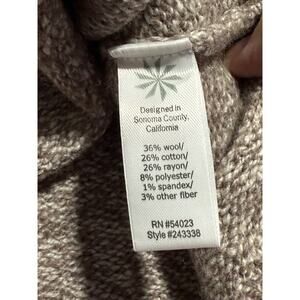 Designed in
Sonoma County,
California
36% wool/
26% cotton/
26% rayon/
8% polyester/
1% spandex/
3% other fiber
RN #54023
Style #243338